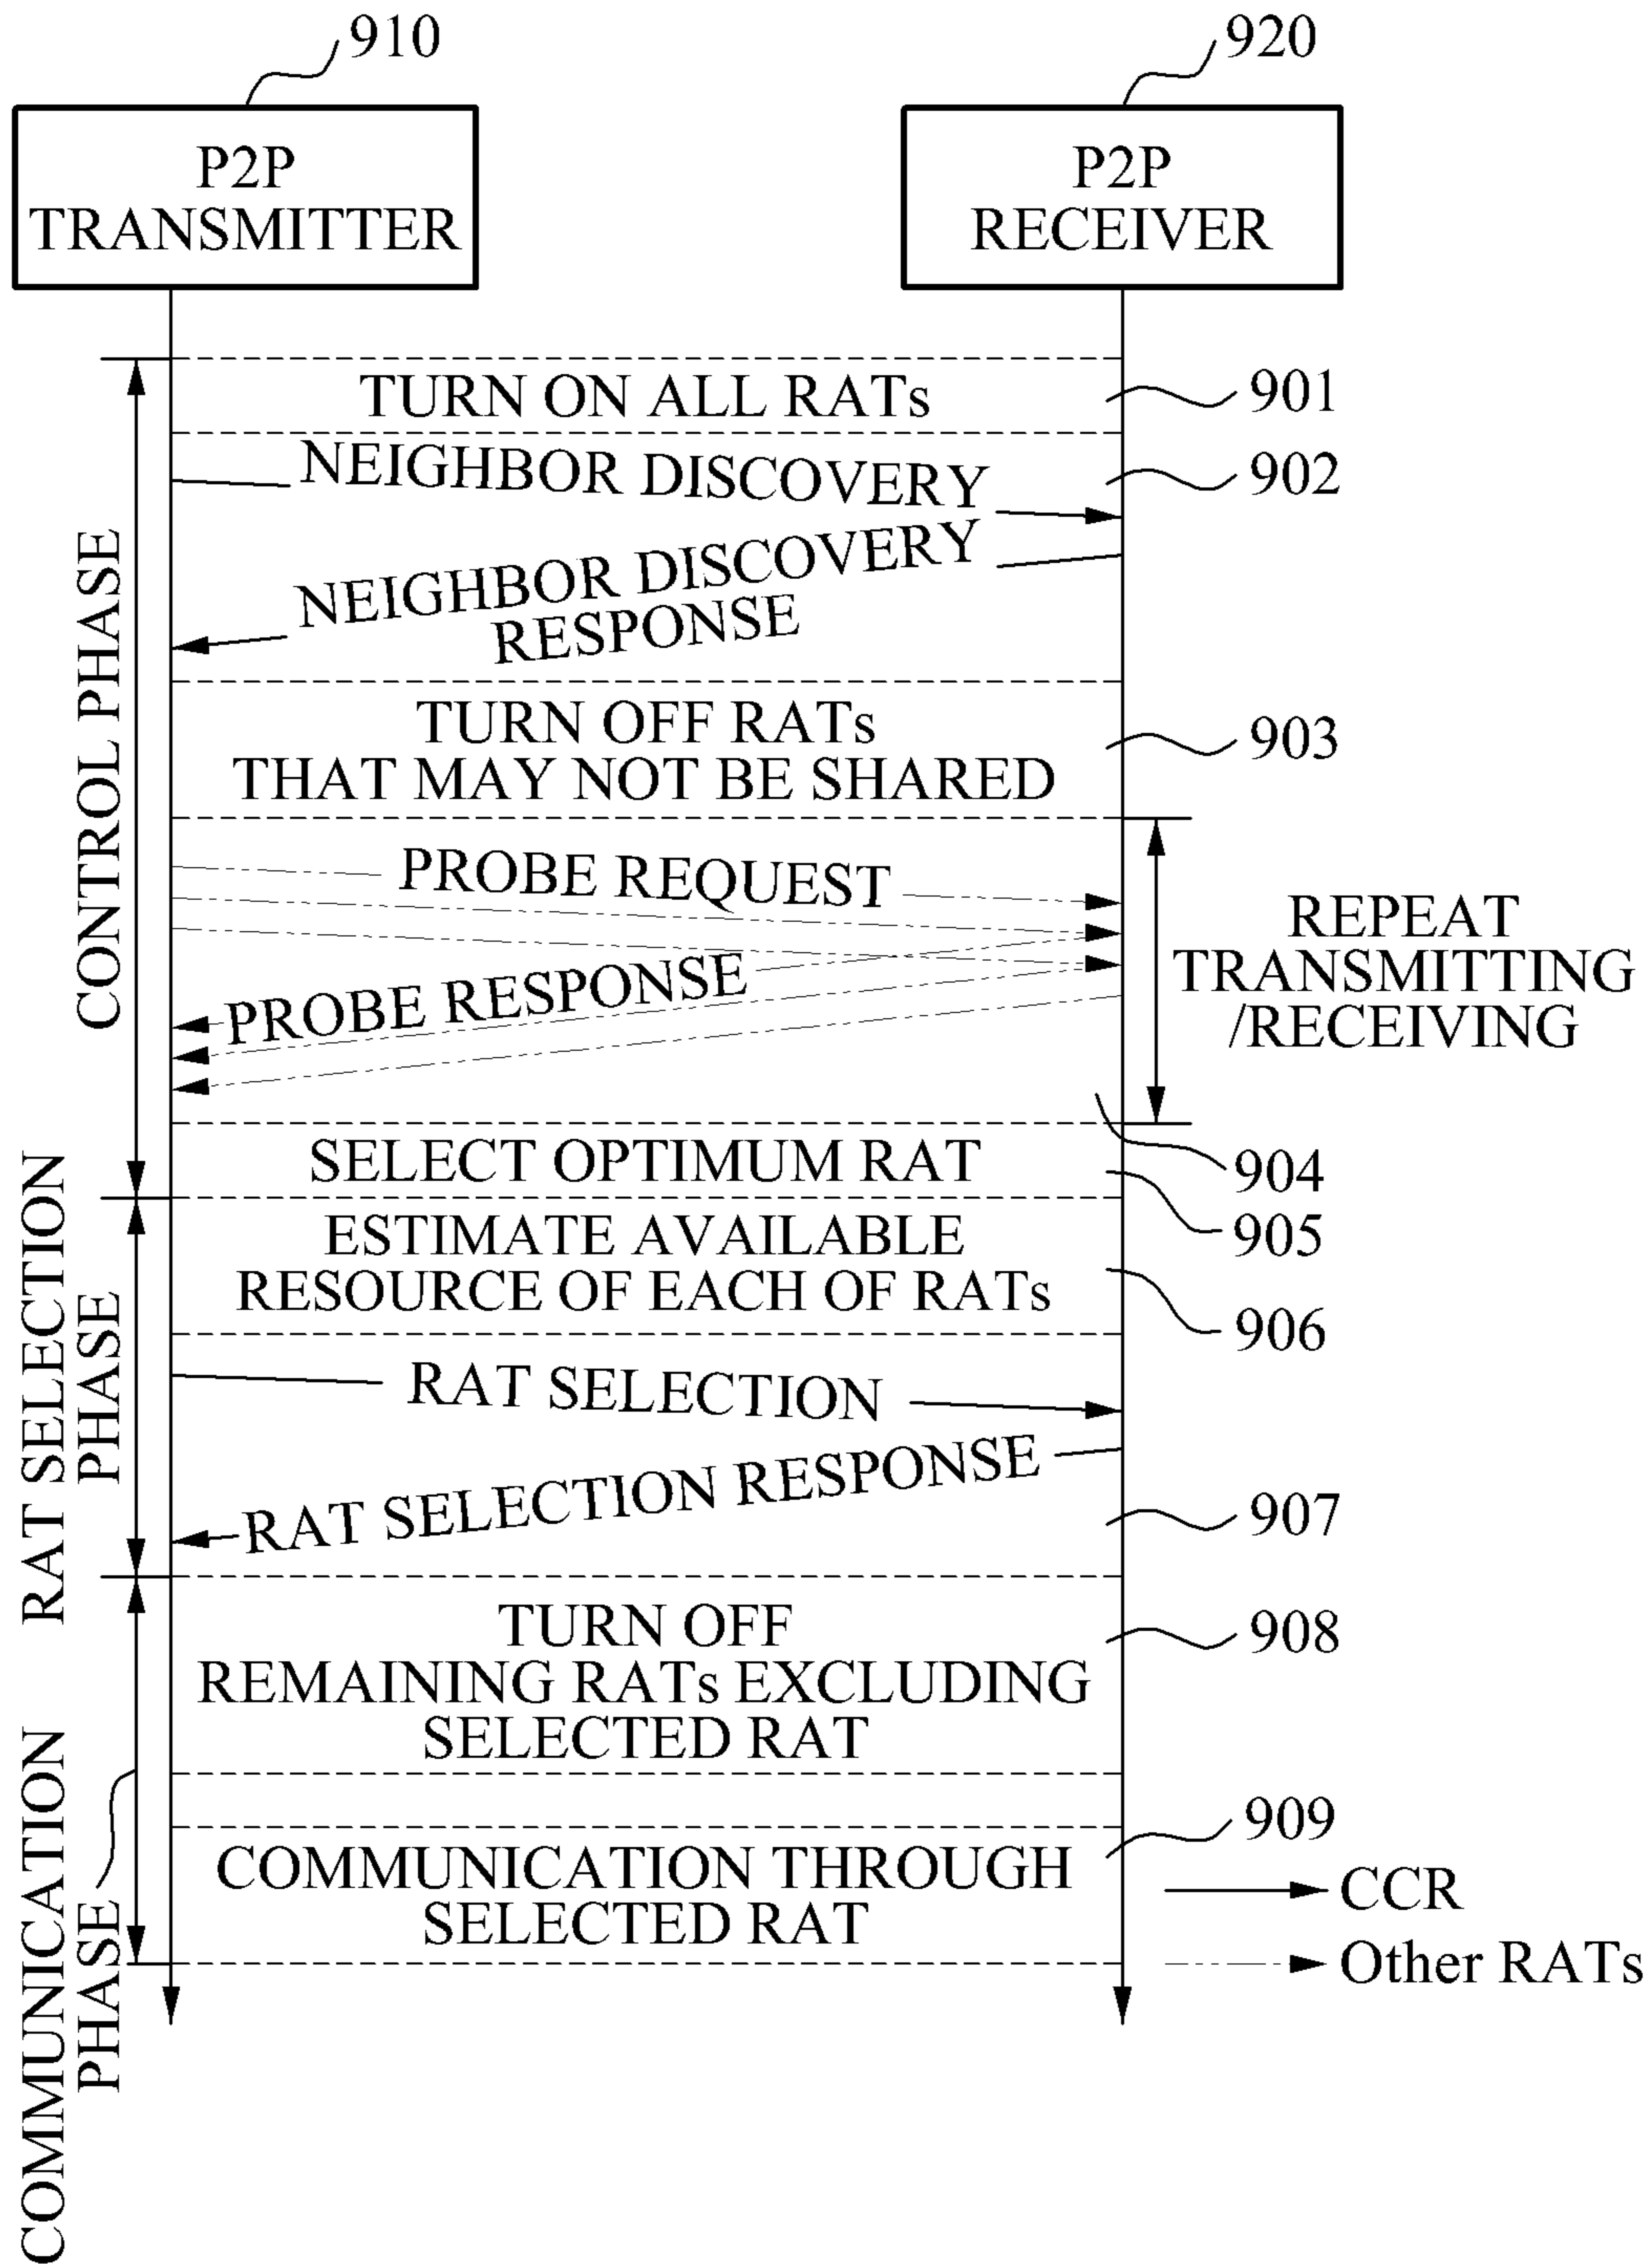 910
920
P2P
TRANSMITTER
P2P
RECEIVER
CONTROL PHASE
TURN ON ALL RATs
901
NEIGHBOR DISCOVERY
902
NEIGHBOR DISCOVERY
RESPONSE
TURN OFF RATs
THAT MAY NOT BE SHARED
903
PROBE REQUEST
PROBE RESPONSE
REPEAT
TRANSMITTING
/RECEIVING
904
SELECT OPTIMUM RAT
905
RAT SELECTION
PHASE
ESTIMATE AVAILABLE
RESOURCE OF EACH OF RATs
906
RAT SELECTION
RAT SELECTION RESPONSE
907
COMMUNICATION
PHASE
TURN OFF
REMAINING RATs EXCLUDING
SELECTED RAT
908
909
COMMUNICATION THROUGH
SELECTED RAT
CCR
Other RATs